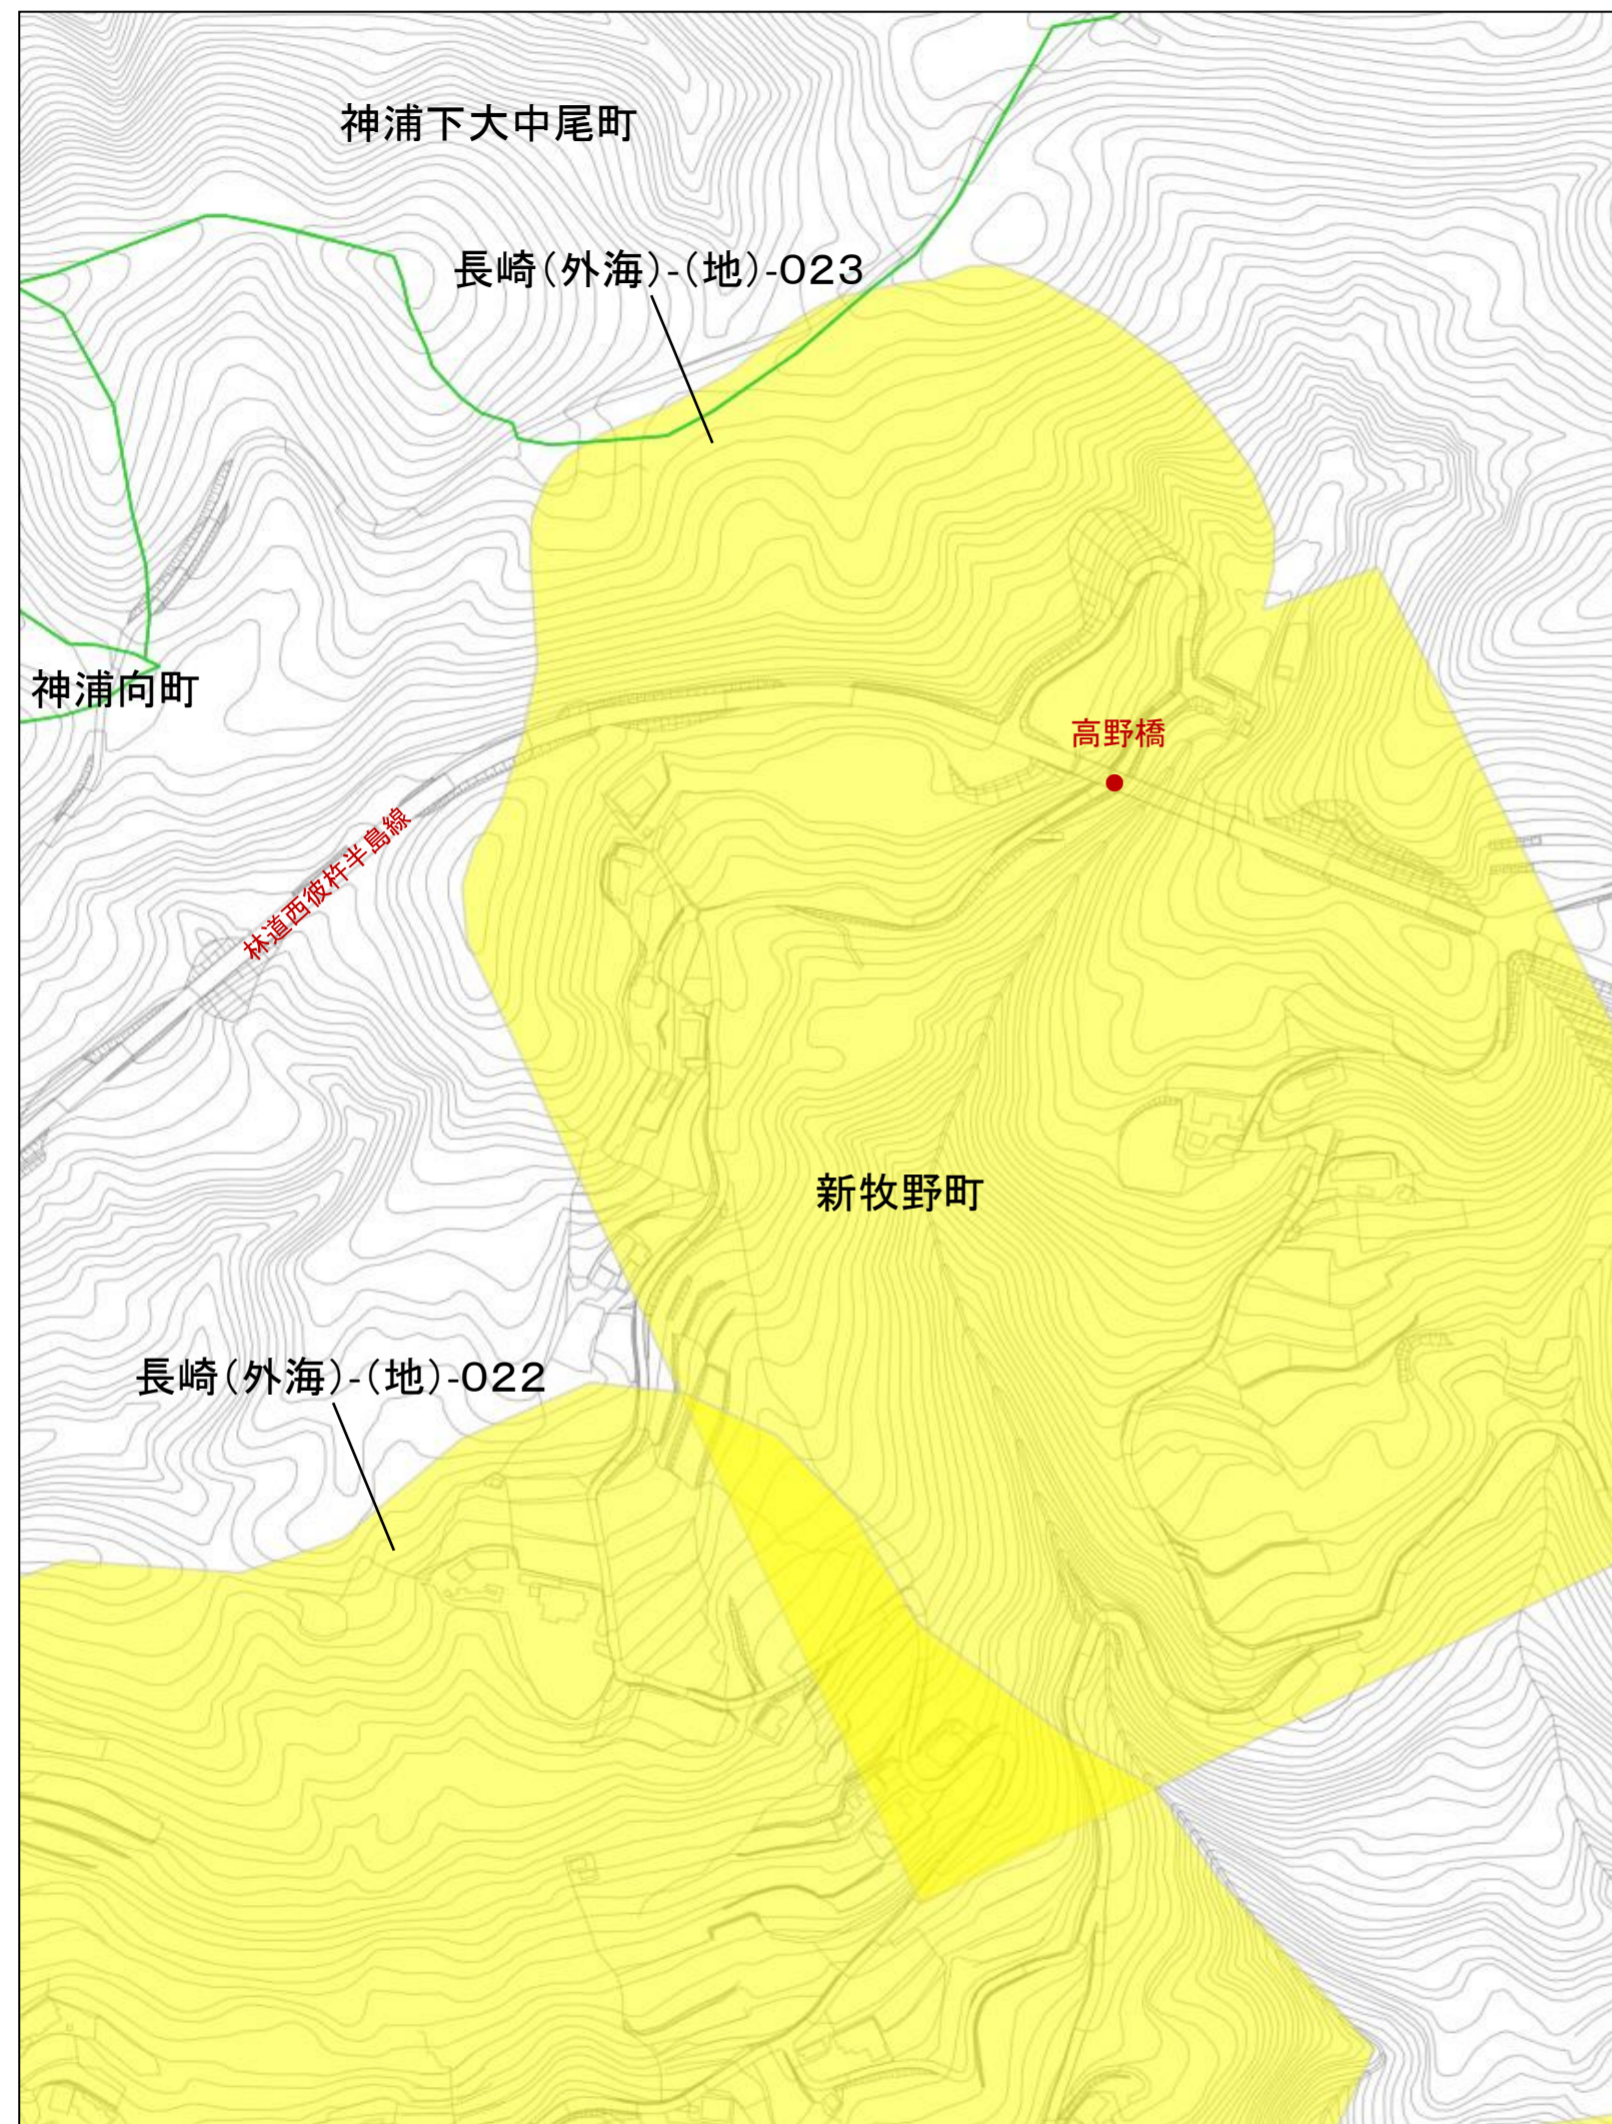 神浦下大中尾町
長崎(外海)-(地)-023
神浦向町
高野橋
林道西彼杵半島線
新牧野町
長崎(外海)-(地)-022